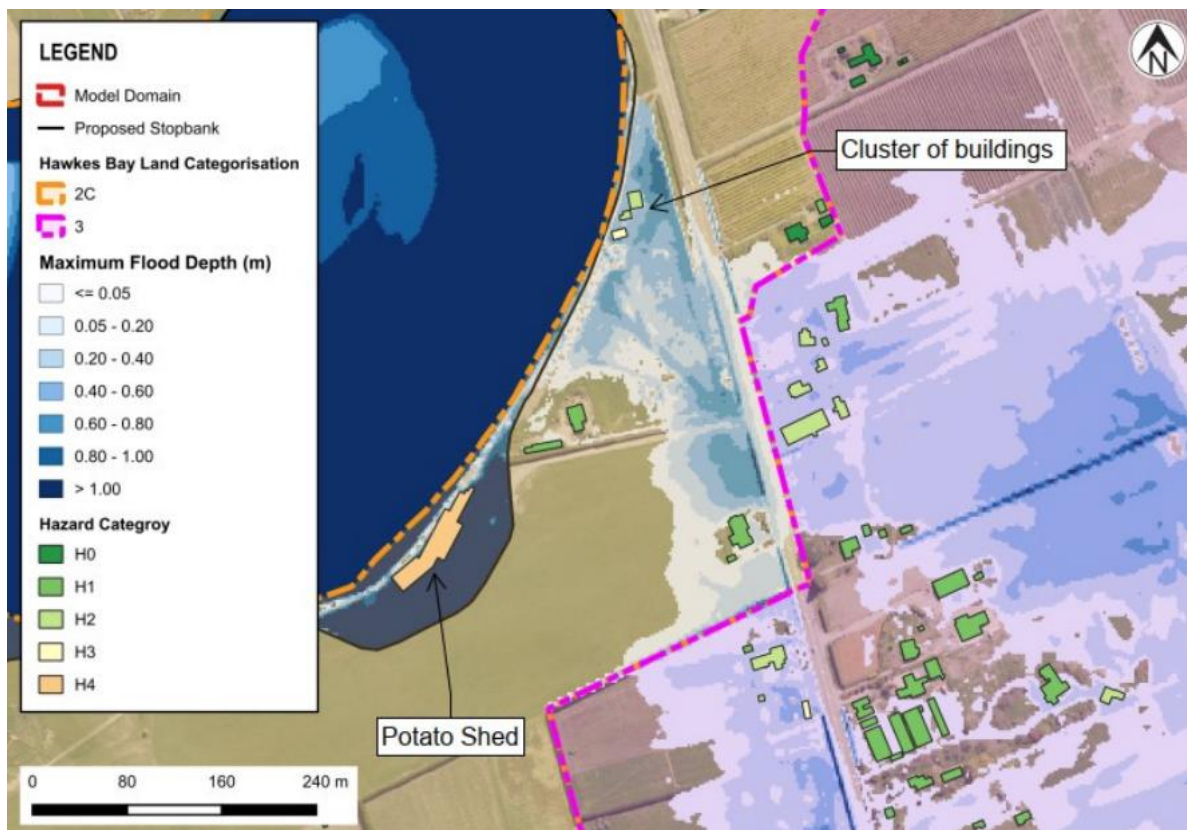 LEGEND
Model Domain
Proposed Stopbank
Hawkes Bay Land Categorisation
2C
3
Maximum Flood Depth (m)
<= 0.05
0.05 - 0.20
0.20 - 0.40
0.40 - 0.60
0.60 - 0.80
0.80 - 1.00
> 1.00
Hazard Categroy
H0
H1
H2
H3
H4
0 80 160 240 m
N
Cluster of buildings
Potato Shed